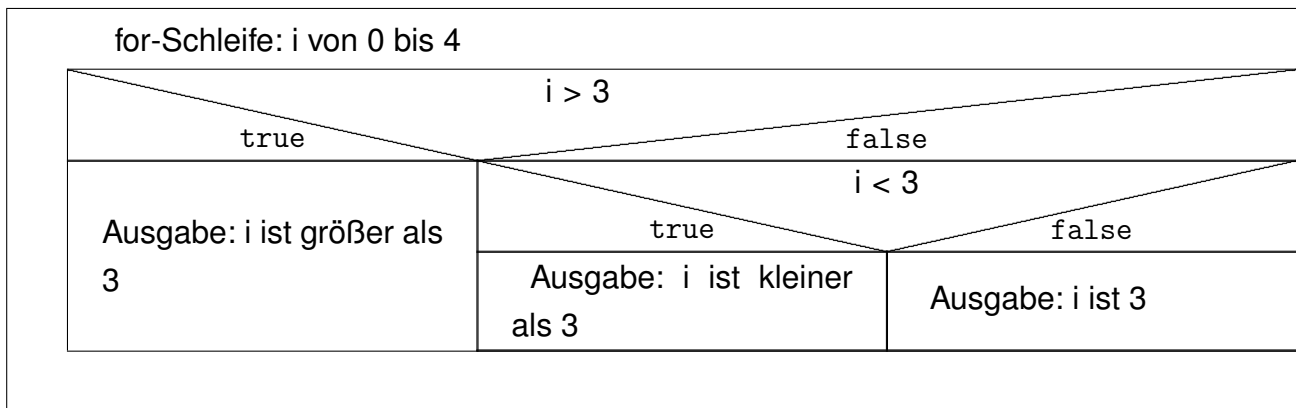 for-Schleife: i von 0 bis 4
i > 3
true
false
i < 3
Ausgabe: i ist größer als
3
true
false
Ausgabe: i ist kleiner
als 3
Ausgabe: i ist 3